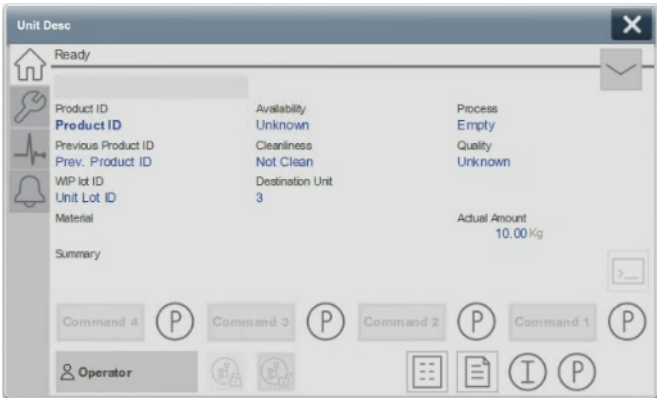 Unit Desc
Ready
Product ID Availability Process
Product ID Unknown Empty
Previous Product ID Cleanliness Quality
Prev. Product ID Not Clean Unknown
WIP lot ID Destination Unit
Unit Lot ID 3
Material Actual Amount
10.00 Kg
Summary
>_
Command 4 P Command 3 P Command 2 P Command 1 P
Operator I P